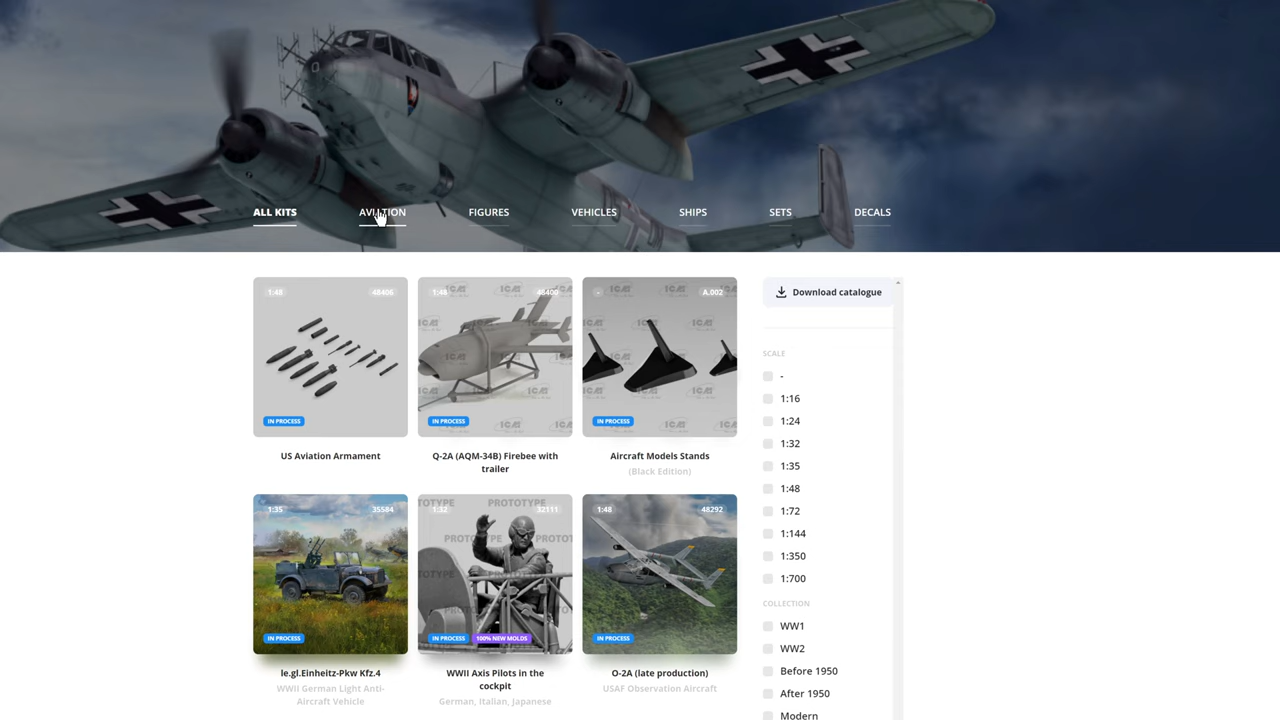 ALL KITS
AVIATION
FIGURES
VEHICLES
SHIPS
SETS
DECALS
1:48
48406
IN PROCESS
US Aviation Armament
1:48
48400
ICM
IN PROCESS
Q-2A (AQM-34B) Firebee with
trailer
-
A.002
ICM
IN PROCESS
Aircraft Models Stands
(Black Edition)
1:35
35584
IN PROCESS
le.gl.Einheitz-Pkw Kfz.4
WWII German Light Anti-
Aircraft Vehicle
1:32
32111
PROTOTYPE
IN PROCESS
100% NEW MOLDS
WWII Axis Pilots in the
cockpit
German, Italian, Japanese
1:48
48292
IN PROCESS
O-2A (late production)
USAF Observation Aircraft
Download catalogue
SCALE
-
1:16
1:24
1:32
1:35
1:48
1:72
1:144
1:350
1:700
COLLECTION
WW1
WW2
Before 1950
After 1950
Modern